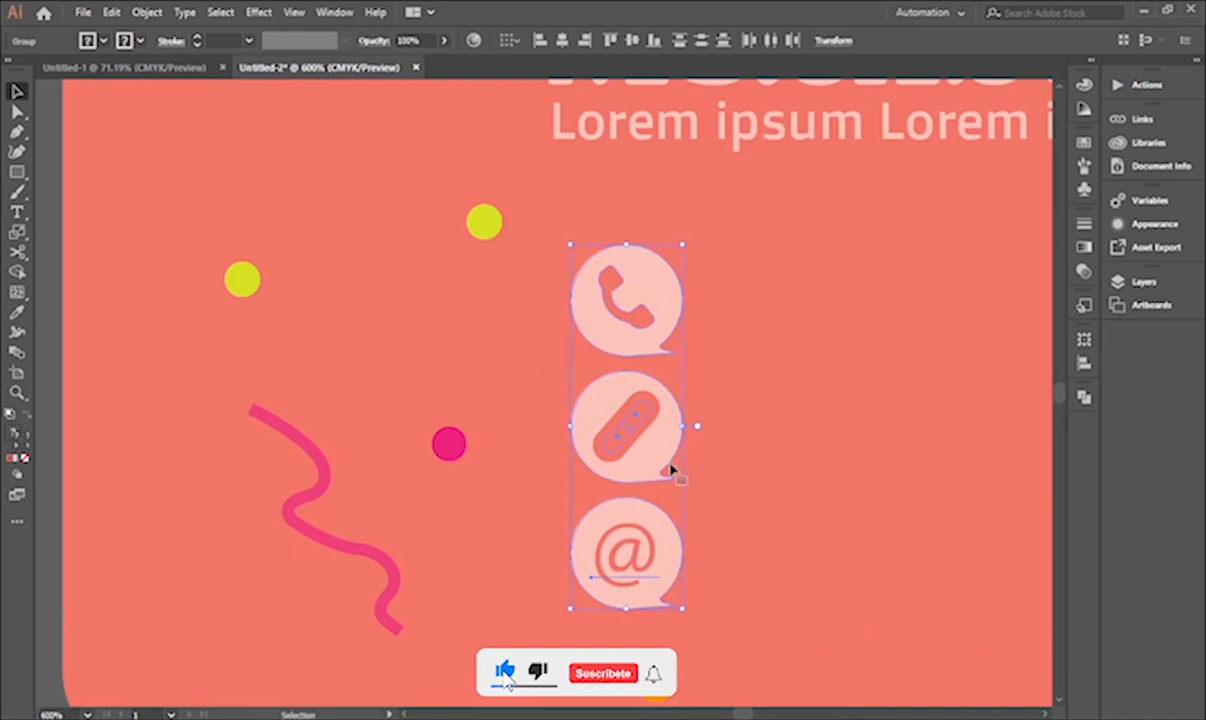 Ai File Edit Object Type Select Effect View Window Help Automation Search Adobe Stock
Group Stroke: Opacity: 100% Transform
Untitled-1 @ 71.19% (CMYK/Preview) × Untitled-2* @ 600% (CMYK/Preview) ×
Lorem ipsum Lorem i
Actions
Links
Libraries
Document Info
Variables
Appearance
Asset Export
Layers
Artboards
@
Suscríbete
600% 1 Selection